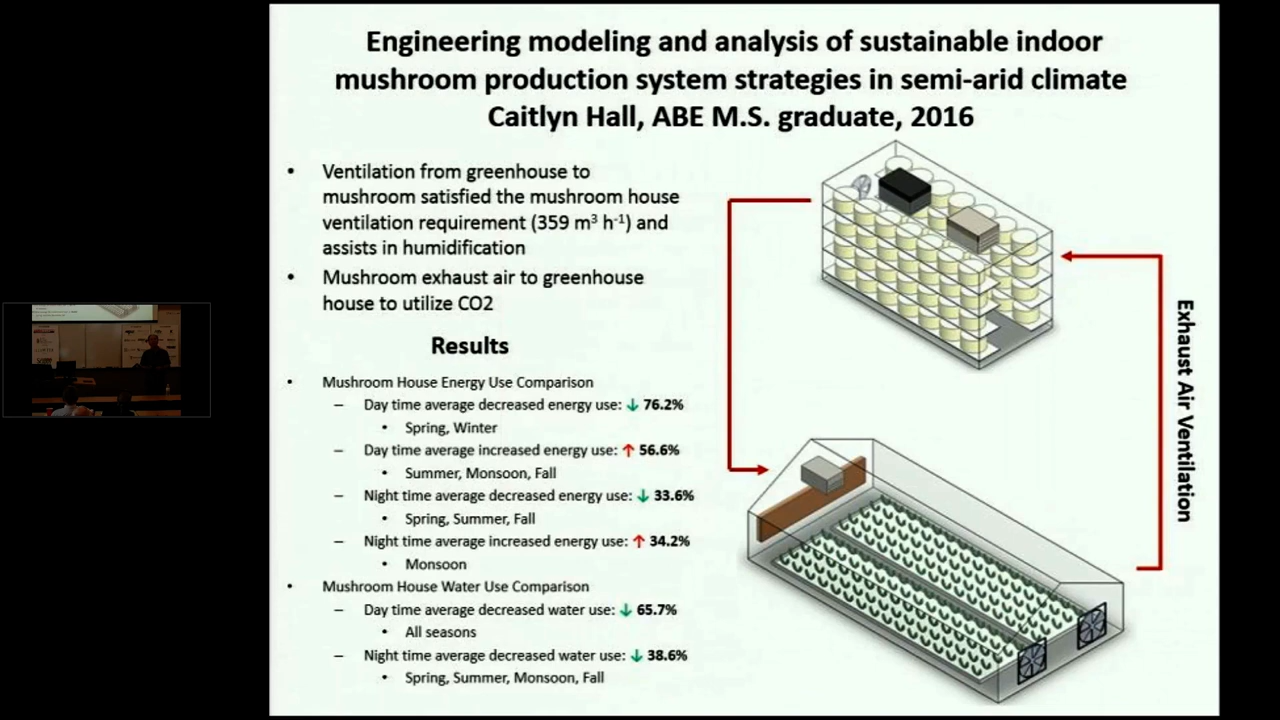 Engineering modeling and analysis of sustainable indoor
mushroom production system strategies in semi-arid climate
Caitlyn Hall, ABE M.S. graduate, 2016
• Ventilation from greenhouse to
mushroom satisfied the mushroom house
ventilation requirement (359 m³ h⁻¹) and
assists in humidification
• Mushroom exhaust air to greenhouse
house to utilize CO2
Results
• Mushroom House Energy Use Comparison
– Day time average decreased energy use: ↓ 76.2%
• Spring, Winter
– Day time average increased energy use: ↑ 56.6%
• Summer, Monsoon, Fall
– Night time average decreased energy use: ↓ 33.6%
• Spring, Summer, Fall
– Night time average increased energy use: ↑ 34.2%
• Monsoon
• Mushroom House Water Use Comparison
– Day time average decreased water use: ↓ 65.7%
• All seasons
– Night time average decreased water use: ↓ 38.6%
• Spring, Summer, Monsoon, Fall
Exhaust Air Ventilation